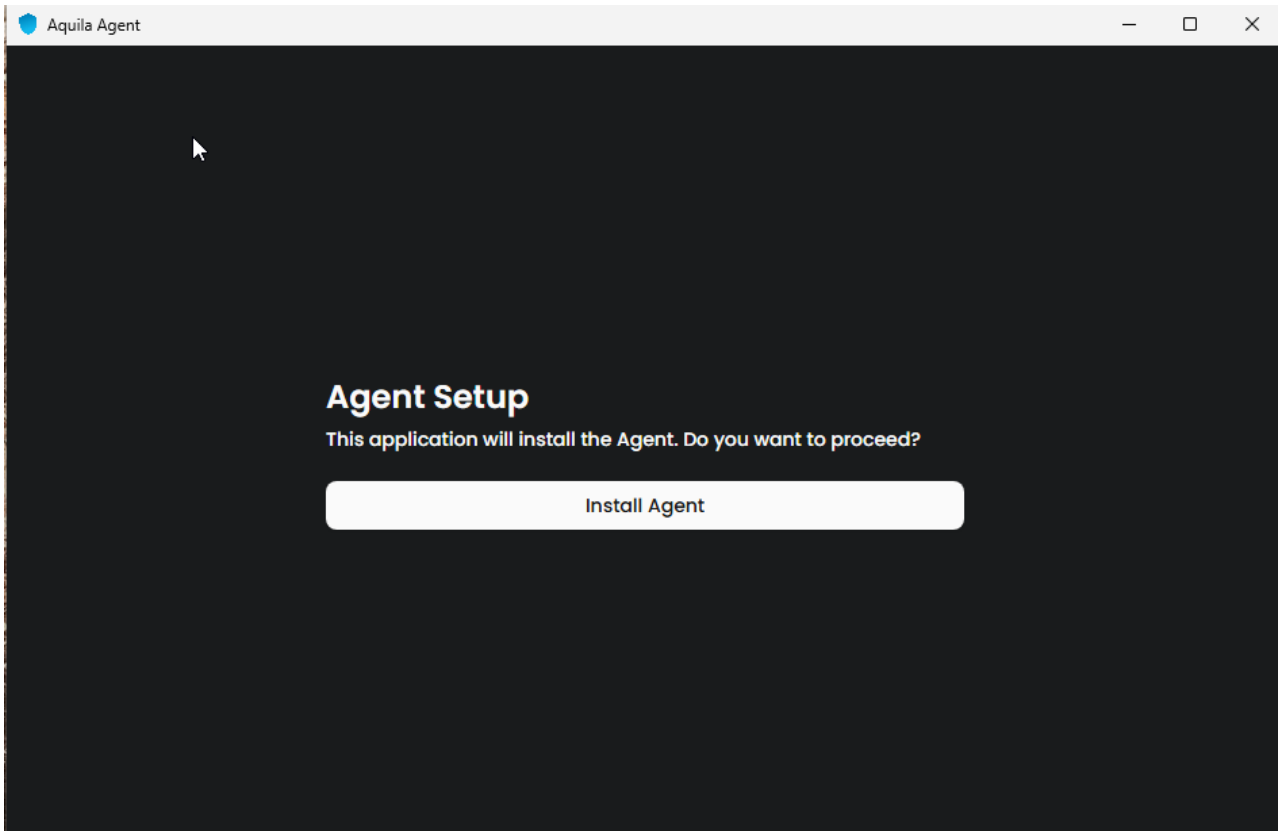 Aquila Agent
Agent Setup
This application will install the Agent. Do you want to proceed?
Install Agent